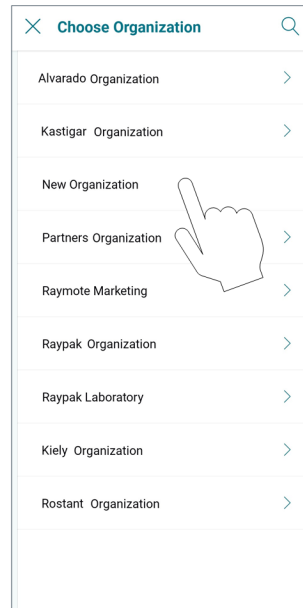 Choose Organization
Alvarado Organization
Kastigar Organization
New Organization
Partners Organization
Raymote Marketing
Raypak Organization
Raypak Laboratory
Kiely Organization
Rostant Organization